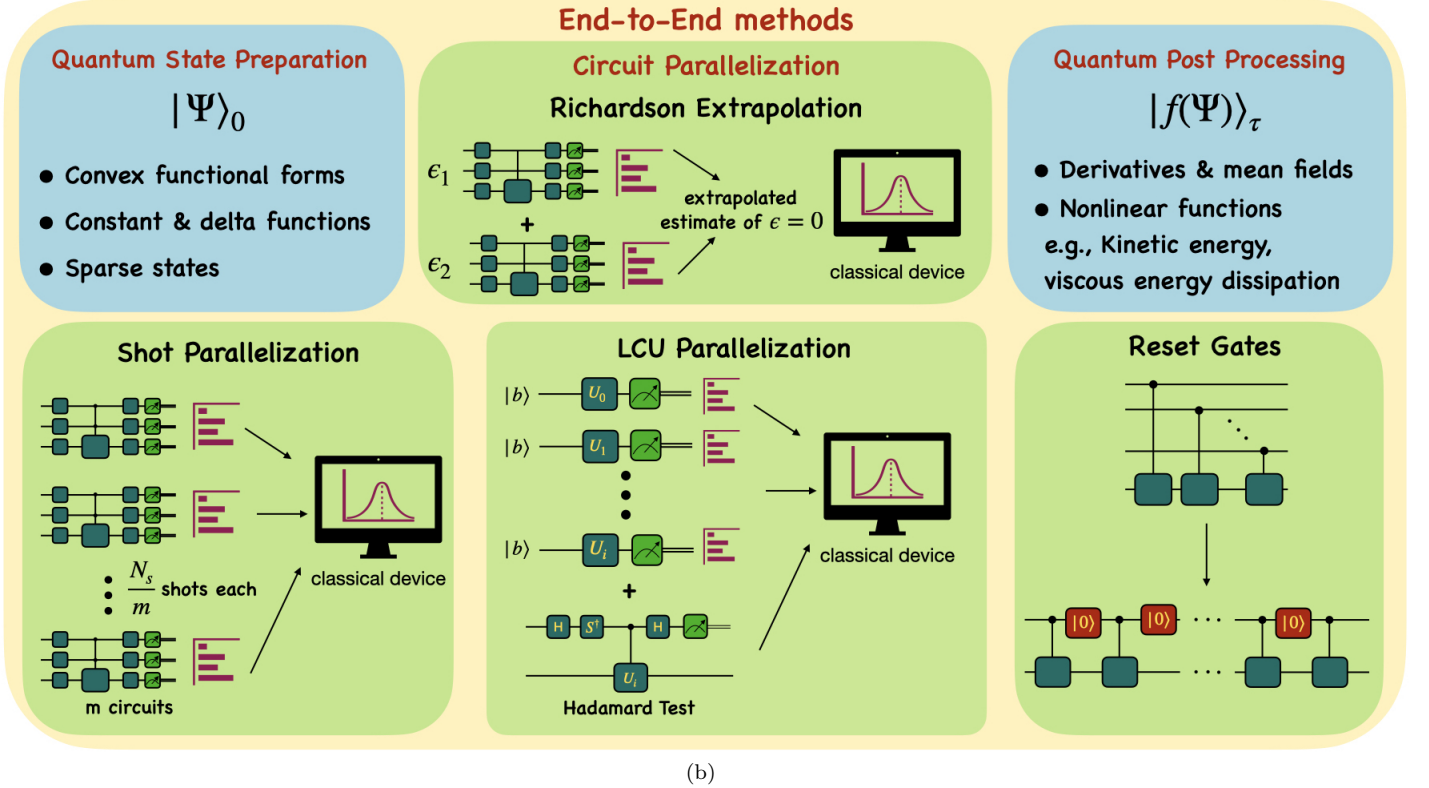 End-to-End methods
Quantum State Preparation
|Ψ⟩₀
● Convex functional forms
● Constant & delta functions
● Sparse states
Circuit Parallelization
Richardson Extrapolation
ϵ₁
+
ϵ₂
extrapolated
estimate of ϵ = 0
classical device
Quantum Post Processing
|f(Ψ)⟩τ
● Derivatives & mean fields
● Nonlinear functions
e.g., Kinetic energy,
viscous energy dissipation
Shot Parallelization
Nₛ/m shots each
m circuits
classical device
LCU Parallelization
|b⟩ U₀
|b⟩ U₁
|b⟩ Uᵢ
+
H S† H
Uᵢ
Hadamard Test
classical device
Reset Gates
|0⟩ |0⟩ ... |0⟩
...
(b)